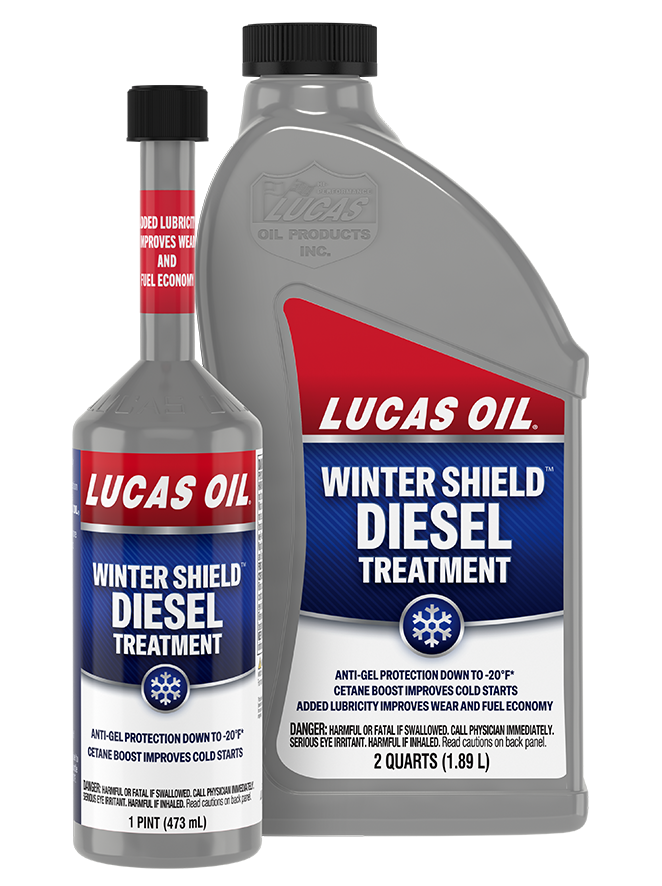 ADDED LUBRICITY
IMPROVES WEAR
AND
FUEL ECONOMY
LUCAS OIL®
WINTER SHIELD™
DIESEL
TREATMENT
ANTI-GEL PROTECTION DOWN TO -20°F*
CETANE BOOST IMPROVES COLD STARTS
DANGER: HARMFUL OR FATAL IF SWALLOWED. CALL PHYSICIAN IMMEDIATELY.
SERIOUS EYE IRRITANT. HARMFUL IF INHALED. Read cautions on back panel.
1 PINT (473 mL)
LUCAS
OIL PRODUCTS
INC.
LUCAS OIL®
WINTER SHIELD™
DIESEL
TREATMENT
ANTI-GEL PROTECTION DOWN TO -20°F*
CETANE BOOST IMPROVES COLD STARTS
ADDED LUBRICITY IMPROVES WEAR AND FUEL ECONOMY
DANGER: HARMFUL OR FATAL IF SWALLOWED. CALL PHYSICIAN IMMEDIATELY.
SERIOUS EYE IRRITANT. HARMFUL IF INHALED. Read cautions on back panel.
2 QUARTS (1.89 L)